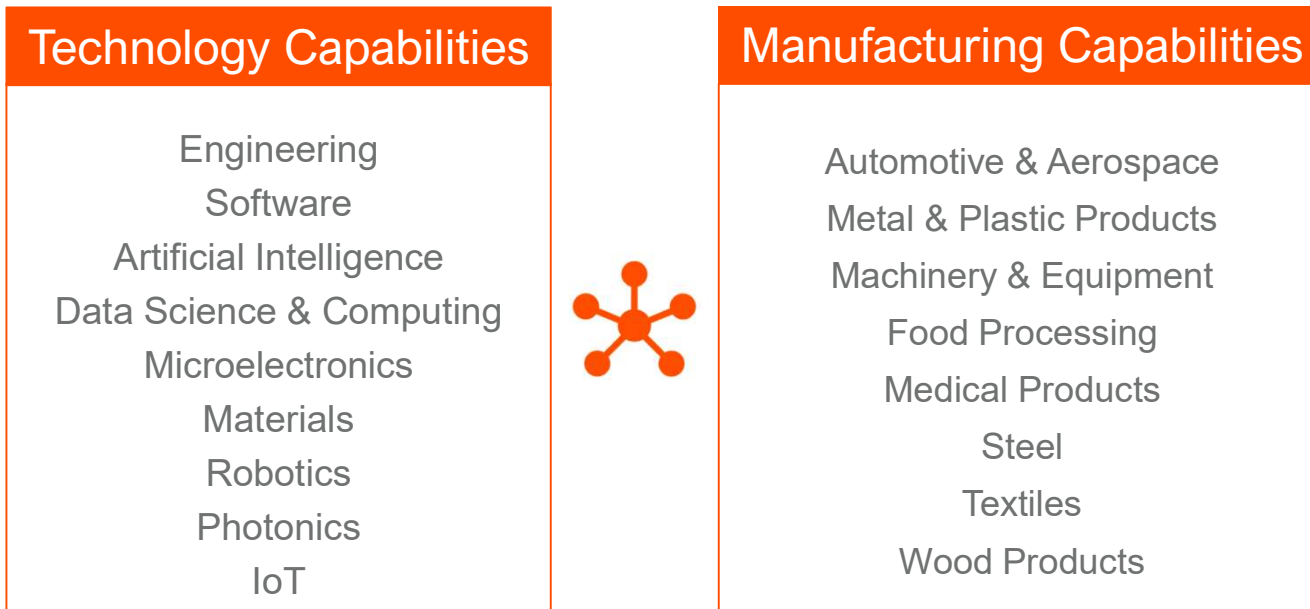 Technology Capabilities
Engineering
Software
Artificial Intelligence
Data Science & Computing
Microelectronics
Materials
Robotics
Photonics
IoT
Manufacturing Capabilities
Automotive & Aerospace
Metal & Plastic Products
Machinery & Equipment
Food Processing
Medical Products
Steel
Textiles
Wood Products